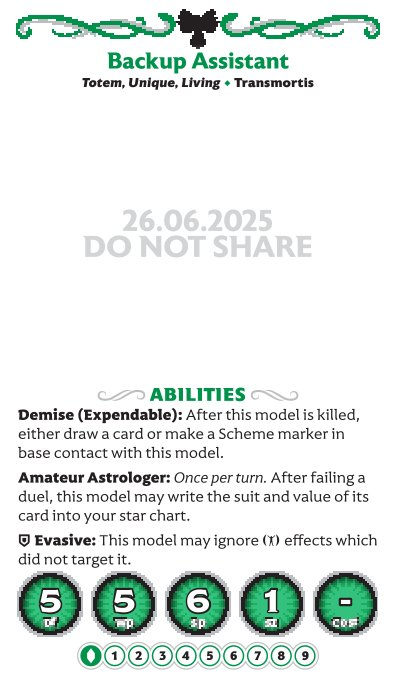 Backup Assistant
Totem, Unique, Living ◆ Transmortis
26.06.2025
DO NOT SHARE
ABILITIES
Demise (Expendable): After this model is killed,
either draw a card or make a Scheme marker in
base contact with this model.
Amateur Astrologer: Once per turn. After failing a
duel, this model may write the suit and value of its
card into your star chart.
Evasive: This model may ignore effects which
did not target it.
5 5 6 1 -
Df Wp Sp Sz Cost
1 2 3 4 5 6 7 8 9